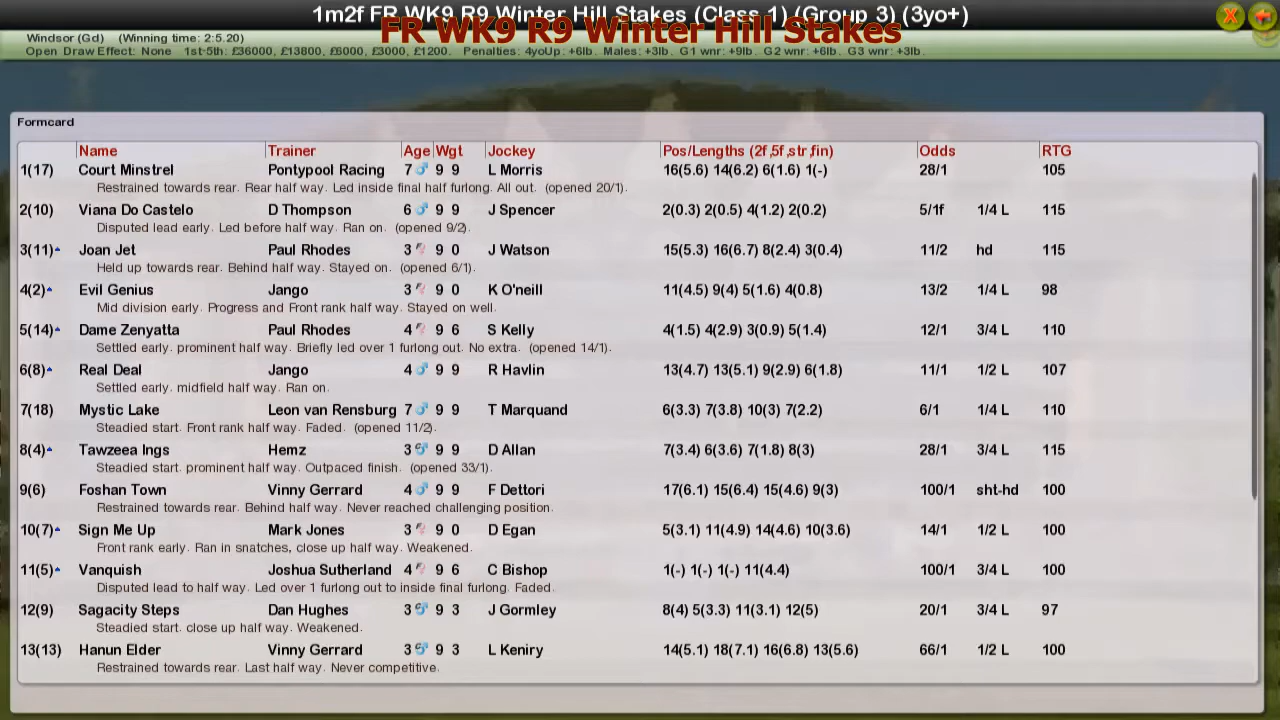 1m2f FR WK9 R9 Winter Hill Stakes (Class 1) (Group 3) (3yo+)
FR WK9 R9 Winter Hill Stakes
Windsor (Gd) (Winning time: 2:5.20)
Open Draw Effect: None 1st-5th: £36000, £13800, £6000, £3000, £1200. Penalties: 4yoUp: +6lb. Males: +3lb. G1 wnr: +9lb. G2 wnr: +6lb. G3 wnr: +3lb.
Formcard
Name Trainer Age Wgt Jockey Pos/Lengths (2f,5f,str,fin) Odds RTG
1(17) Court Minstrel Pontypool Racing 7 9 9 L Morris 16(5.6) 14(6.2) 6(1.6) 1(-) 28/1 105
Restrained towards rear. Rear half way. Led inside final half furlong. All out. (opened 20/1).
2(10) Viana Do Castelo D Thompson 6 9 9 J Spencer 2(0.3) 2(0.5) 4(1.2) 2(0.2) 5/1f 1/4 L 115
Disputed lead early. Led before half way. Ran on. (opened 9/2).
3(11) Joan Jet Paul Rhodes 3 9 0 J Watson 15(5.3) 16(6.7) 8(2.4) 3(0.4) 11/2 hd 115
Held up towards rear. Behind half way. Stayed on. (opened 6/1).
4(2) Evil Genius Jango 3 9 0 K O'neill 11(4.5) 9(4) 5(1.6) 4(0.8) 13/2 1/4 L 98
Mid division early. Progress and Front rank half way. Stayed on well.
5(14) Dame Zenyatta Paul Rhodes 4 9 6 S Kelly 4(1.5) 4(2.9) 3(0.9) 5(1.4) 12/1 3/4 L 110
Settled early. prominent half way. Briefly led over 1 furlong out. No extra. (opened 14/1).
6(8) Real Deal Jango 4 9 9 R Havlin 13(4.7) 13(5.1) 9(2.9) 6(1.8) 11/1 1/2 L 107
Settled early. midfield half way. Ran on.
7(18) Mystic Lake Leon van Rensburg 7 9 9 T Marquand 6(3.3) 7(3.8) 10(3) 7(2.2) 6/1 1/4 L 110
Steadied start. Front rank half way. Faded. (opened 11/2).
8(4) Tawzeea Ings Hemz 3 9 9 D Allan 7(3.4) 6(3.6) 7(1.8) 8(3) 28/1 3/4 L 115
Steadied start. prominent half way. Outpaced finish. (opened 33/1).
9(6) Foshan Town Vinny Gerrard 4 9 9 F Dettori 17(6.1) 15(6.4) 15(4.6) 9(3) 100/1 sht-hd 100
Restrained towards rear. Behind half way. Never reached challenging position.
10(7) Sign Me Up Mark Jones 3 9 0 D Egan 5(3.1) 11(4.9) 14(4.6) 10(3.6) 14/1 1/2 L 100
Front rank early. Ran in snatches, close up half way. Weakened.
11(5) Vanquish Joshua Sutherland 4 9 6 C Bishop 1(-) 1(-) 1(-) 11(4.4) 100/1 3/4 L 100
Disputed lead to half way. Led over 1 furlong out to inside final furlong. Faded.
12(9) Sagacity Steps Dan Hughes 3 9 3 J Gormley 8(4) 5(3.3) 11(3.1) 12(5) 20/1 3/4 L 97
Steadied start. close up half way. Weakened.
13(13) Hanun Elder Vinny Gerrard 3 9 3 L Keniry 14(5.1) 18(7.1) 16(6.8) 13(5.6) 66/1 1/2 L 100
Restrained towards rear. Last half way. Never competitive.